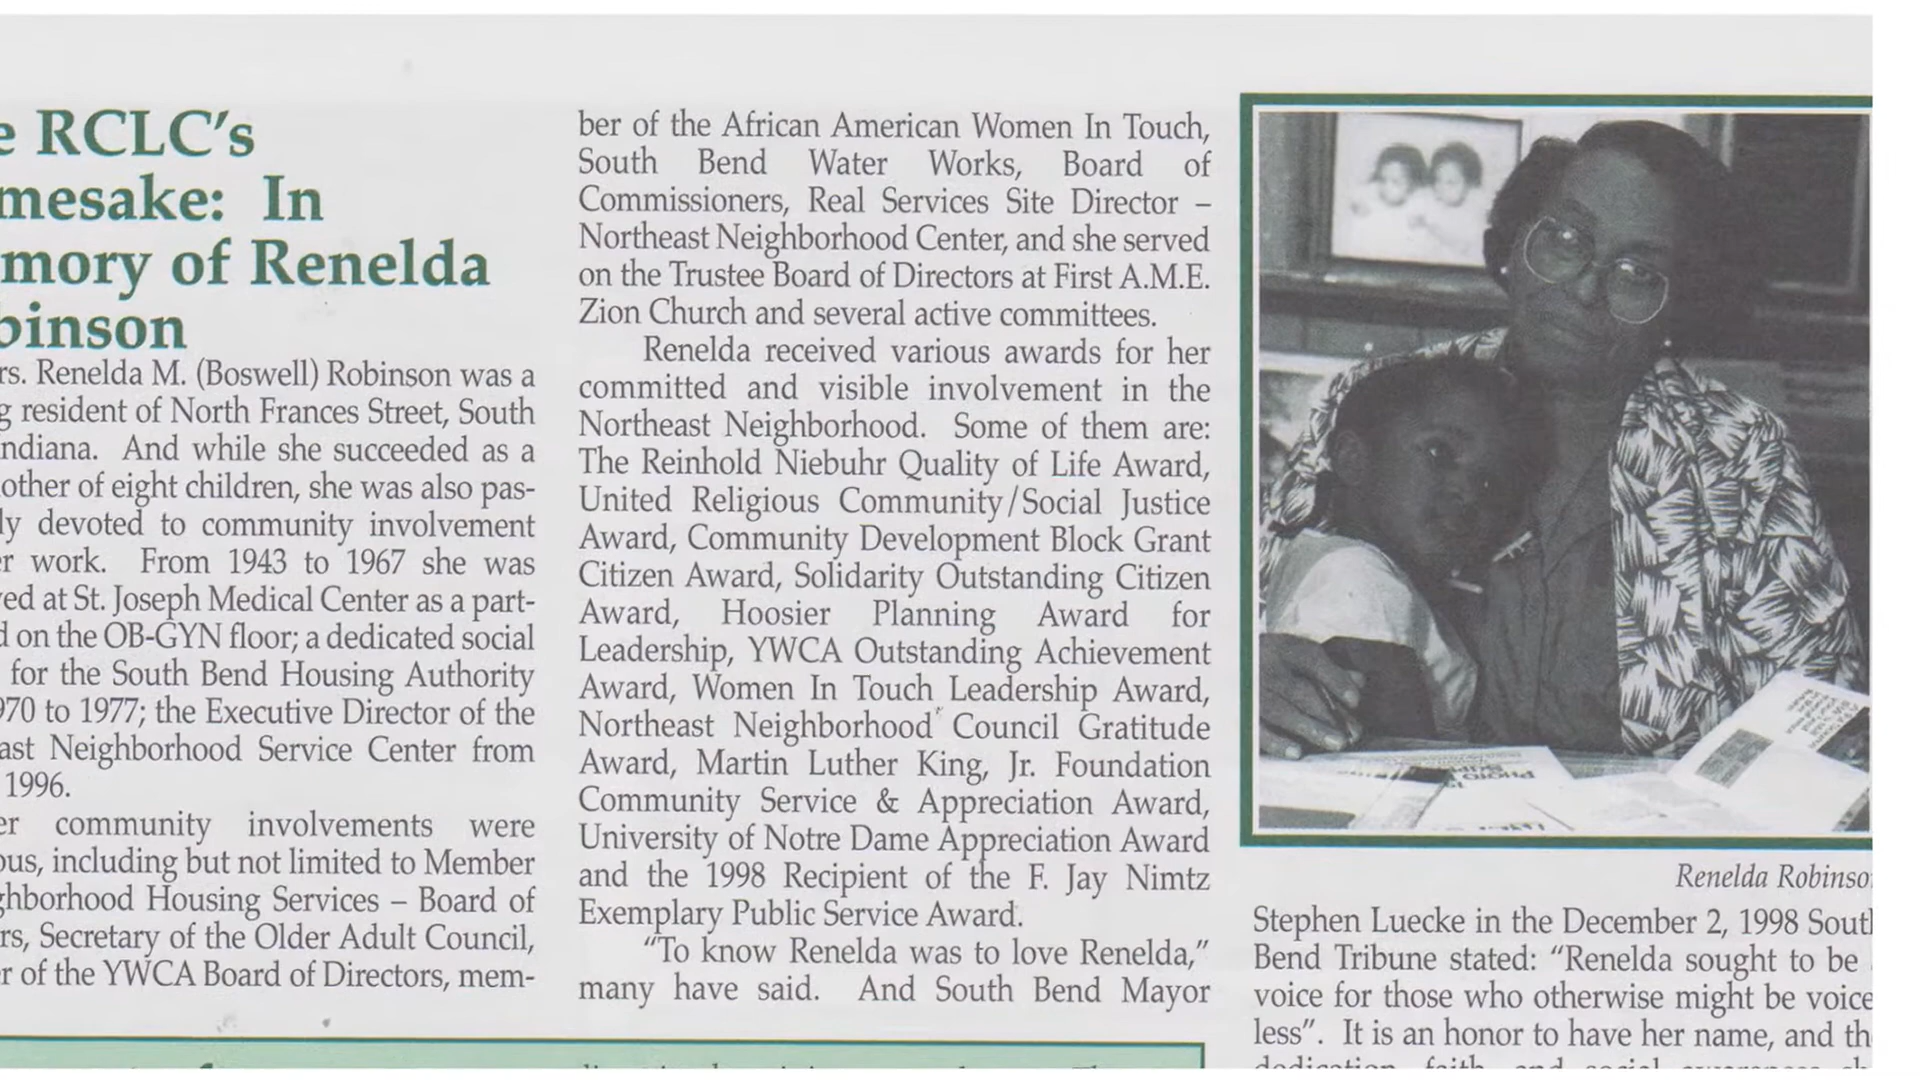 RCLC's
mesake: In
mory of Renelda
binson
rs. Renelda M. (Boswell) Robinson was a
g resident of North Frances Street, South
ndiana. And while she succeeded as a
other of eight children, she was also pas-
ly devoted to community involvement
r work. From 1943 to 1967 she was
ved at St. Joseph Medical Center as a part-
d on the OB-GYN floor; a dedicated social
for the South Bend Housing Authority
970 to 1977; the Executive Director of the
ast Neighborhood Service Center from
1996.
er community involvements were
ous, including but not limited to Member
ghborhood Housing Services – Board of
rs, Secretary of the Older Adult Council,
r of the YWCA Board of Directors, mem-
ber of the African American Women In Touch,
South Bend Water Works, Board of
Commissioners, Real Services Site Director –
Northeast Neighborhood Center, and she served
on the Trustee Board of Directors at First A.M.E.
Zion Church and several active committees.
Renelda received various awards for her
committed and visible involvement in the
Northeast Neighborhood. Some of them are:
The Reinhold Niebuhr Quality of Life Award,
United Religious Community/Social Justice
Award, Community Development Block Grant
Citizen Award, Solidarity Outstanding Citizen
Award, Hoosier Planning Award for
Leadership, YWCA Outstanding Achievement
Award, Women In Touch Leadership Award,
Northeast Neighborhood Council Gratitude
Award, Martin Luther King, Jr. Foundation
Community Service & Appreciation Award,
University of Notre Dame Appreciation Award
and the 1998 Recipient of the F. Jay Nimtz
Exemplary Public Service Award.
"To know Renelda was to love Renelda,"
many have said. And South Bend Mayor
Renelda Robinso
Stephen Luecke in the December 2, 1998 Sout
Bend Tribune stated: "Renelda sought to be
voice for those who otherwise might be voice
less". It is an honor to have her name, and th
dedication, faith and social awareness